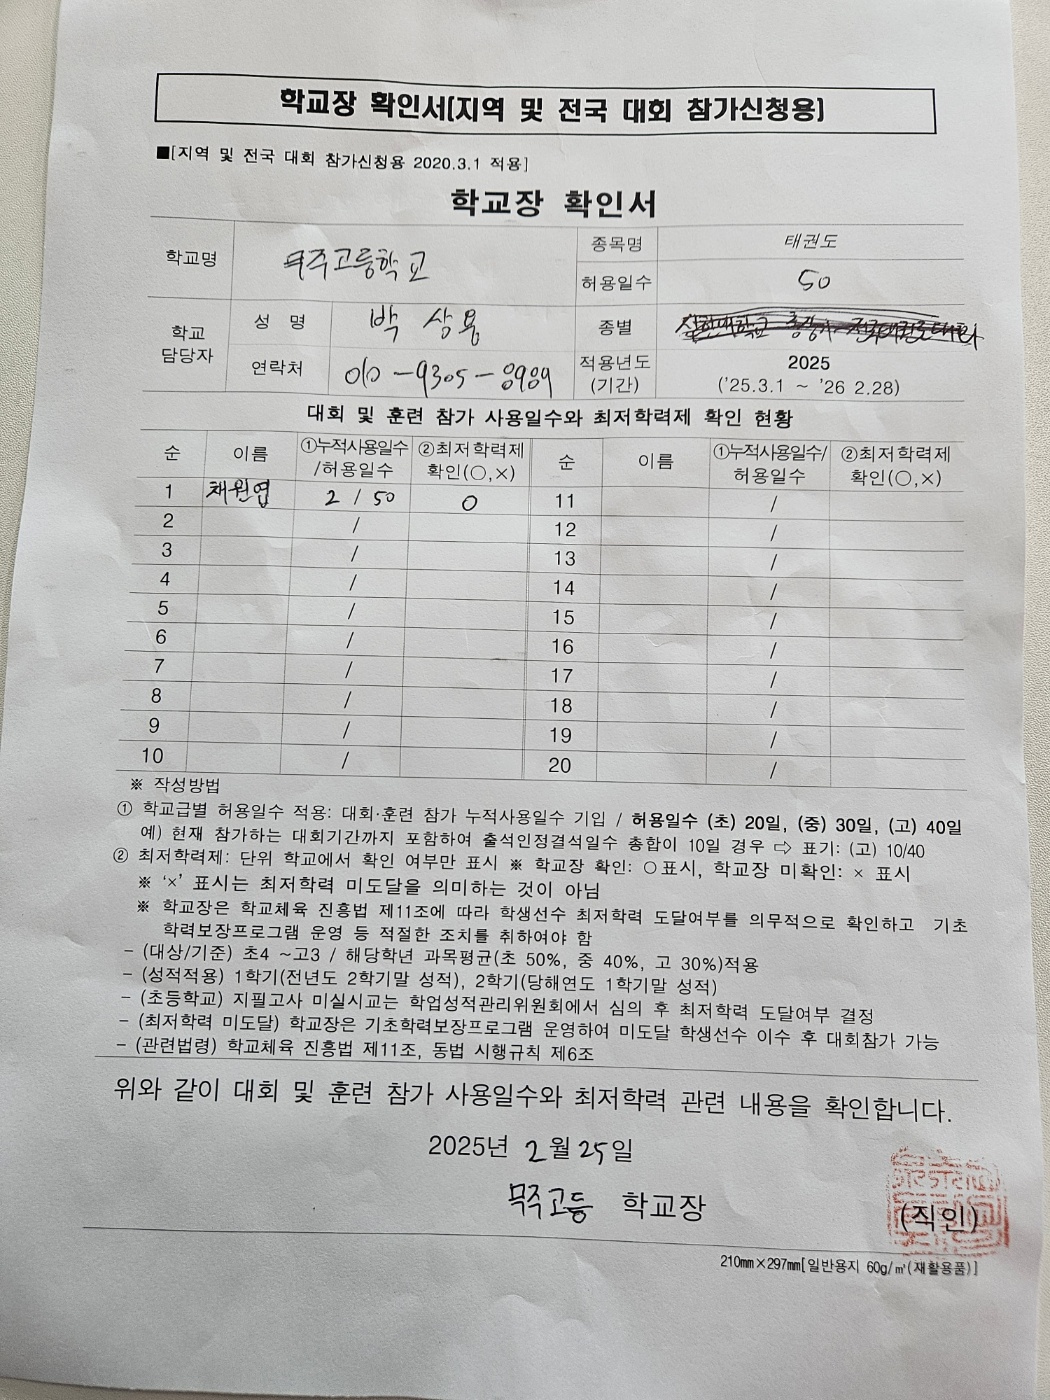 학교장 확인서[지역 및 전국 대회 참가신청용]
■[지역 및 전국 대회 참가신청용 2020.3.1 적용]
학교장 확인서
학교명 무주고등학교 종목명 태권도
허용일수 50
학교 담당자 성 명 박 상용 종별
연락처 010-9305-8989 적용년도 (기간) 2025 ('25.3.1 ~ '26 2.28)
대회 및 훈련 참가 사용일수와 최저학력제 확인 현황
순 이름 ①누적사용일수 /허용일수 ②최저학력제 확인(○,×) 순 이름 ①누적사용일수/ 허용일수 ②최저학력제 확인(○,×)
1 채원엽 2 / 50 O 11 /
2 / 12 /
3 / 13 /
4 / 14 /
5 / 15 /
6 / 16 /
7 / 17 /
8 / 18 /
9 / 19 /
10 / 20 /
※ 작성방법
① 학교급별 허용일수 적용: 대회·훈련 참가 누적사용일수 기입 / 허용일수 (초) 20일, (중) 30일, (고) 40일
예) 현재 참가하는 대회기간까지 포함하여 출석인정결석일수 총합이 10일 경우 ⇨ 표기: (고) 10/40
② 최저학력제: 단위 학교에서 확인 여부만 표시 ※ 학교장 확인: ○표시, 학교장 미확인: × 표시
※ '×' 표시는 최저학력 미도달을 의미하는 것이 아님
※ 학교장은 학교체육 진흥법 제11조에 따라 학생선수 최저학력 도달여부를 의무적으로 확인하고 기초
학력보장프로그램 운영 등 적절한 조치를 취하여야 함
- (대상/기준) 초4 ~고3 / 해당학년 과목평균(초 50%, 중 40%, 고 30%)적용
- (성적적용) 1학기(전년도 2학기말 성적), 2학기(당해연도 1학기말 성적)
- (초등학교) 지필고사 미실시교는 학업성적관리위원회에서 심의 후 최저학력 도달여부 결정
- (최저학력 미도달) 학교장은 기초학력보장프로그램 운영하여 미도달 학생선수 이수 후 대회참가 가능
- (관련법령) 학교체육 진흥법 제11조, 동법 시행규칙 제6조
위와 같이 대회 및 훈련 참가 사용일수와 최저학력 관련 내용을 확인합니다.
2025년 2월 25일
무주고등 학교장 (직인)
210㎜×297㎜[일반용지 60g/㎡(재활용품)]